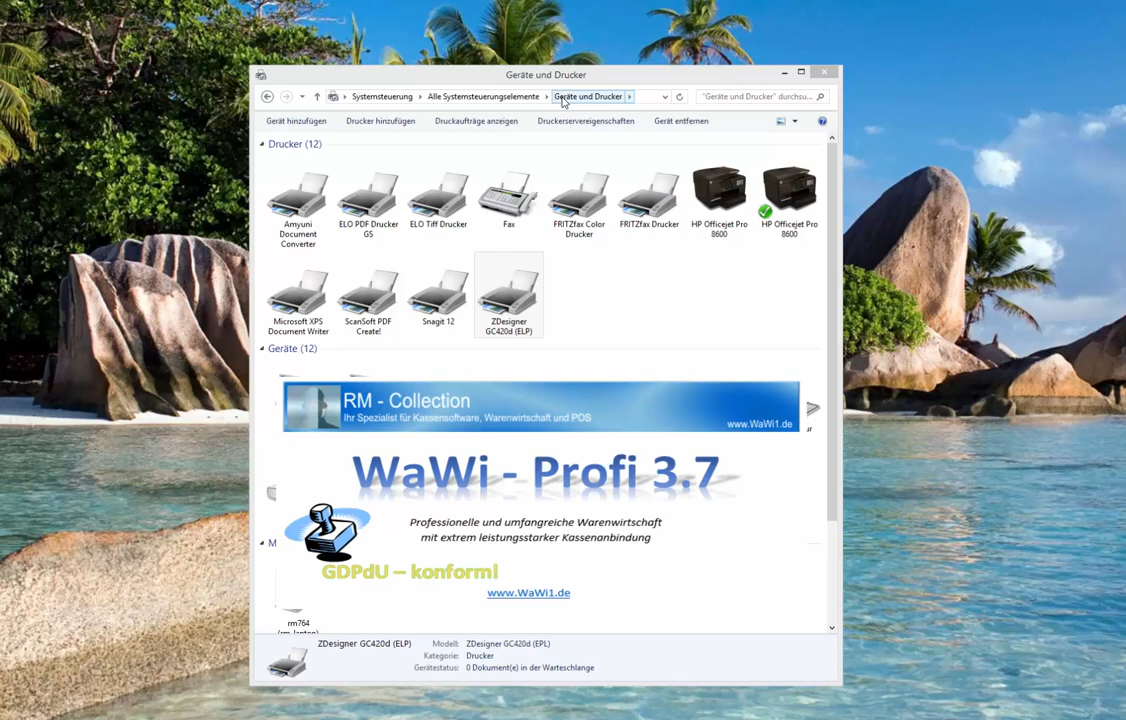 Geräte und Drucker
Systemsteuerung
Alle Systemsteuerungselemente
Geräte und Drucker
"Geräte und Drucker" durchsu...
Gerät hinzufügen
Drucker hinzufügen
Druckaufträge anzeigen
Druckerservereigenschaften
Gerät entfernen
Drucker (12)
Amyuni
Document
Converter
ELO PDF Drucker
GS
ELO Tiff Drucker
Fax
FRITZfax Color
Drucker
FRITZfax Drucker
HP Officejet Pro
8600
HP Officejet Pro
8600
Microsoft XPS
Document Writer
ScanSoft PDF
Create!
Snagit 12
ZDesigner
GC420d (ELP)
Geräte (12)
RM - Collection
Ihr Spezialist für Kassensoftware, Warenwirtschaft und POS
www.WaWi1.de
ur
WaWi - Profi 3.7
Professionelle und umfangreiche Warenwirtschaft
mit extrem leistungsstarker Kassenanbindung
M
GDPdU – konform!
www.WaWi1.de
rm764
(rm-laptop)
ZDesigner GC420d (ELP)
Modell: ZDesigner GC420d (EPL)
Kategorie: Drucker
Gerätestatus: 0 Dokument(e) in der Warteschlange